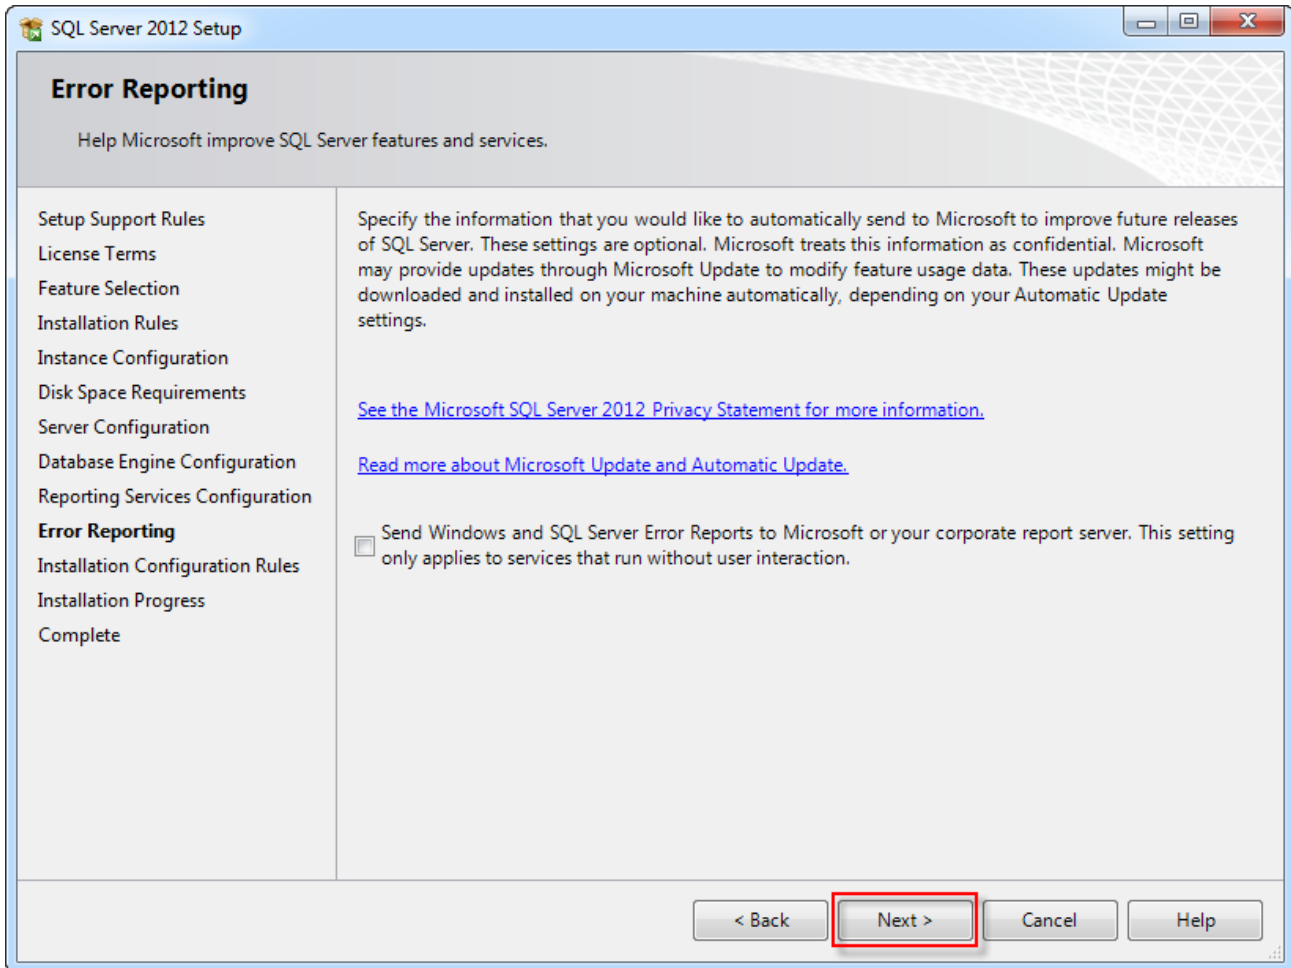 SQL Server 2012 Setup
Error Reporting
Help Microsoft improve SQL Server features and services.
Setup Support Rules
License Terms
Feature Selection
Installation Rules
Instance Configuration
Disk Space Requirements
Server Configuration
Database Engine Configuration
Reporting Services Configuration
Error Reporting
Installation Configuration Rules
Installation Progress
Complete
Specify the information that you would like to automatically send to Microsoft to improve future releases
of SQL Server. These settings are optional. Microsoft treats this information as confidential. Microsoft
may provide updates through Microsoft Update to modify feature usage data. These updates might be
downloaded and installed on your machine automatically, depending on your Automatic Update
settings.
See the Microsoft SQL Server 2012 Privacy Statement for more information.
Read more about Microsoft Update and Automatic Update.
Send Windows and SQL Server Error Reports to Microsoft or your corporate report server. This setting
only applies to services that run without user interaction.
< Back
Next >
Cancel
Help